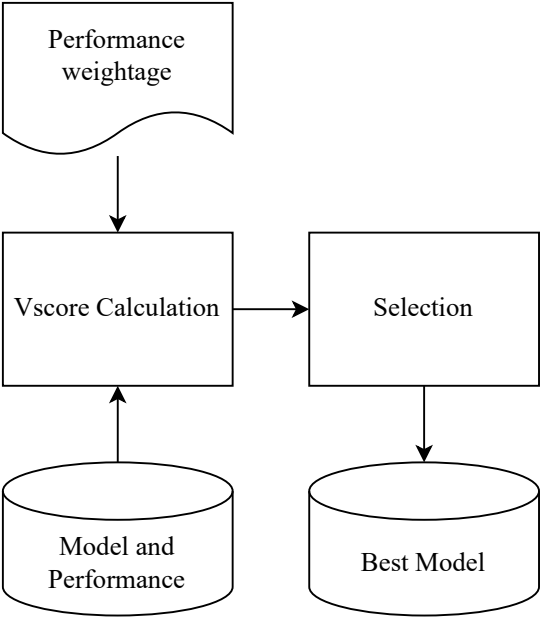 Performance
weightage
Vscore Calculation
Selection
Model and
Performance
Best Model